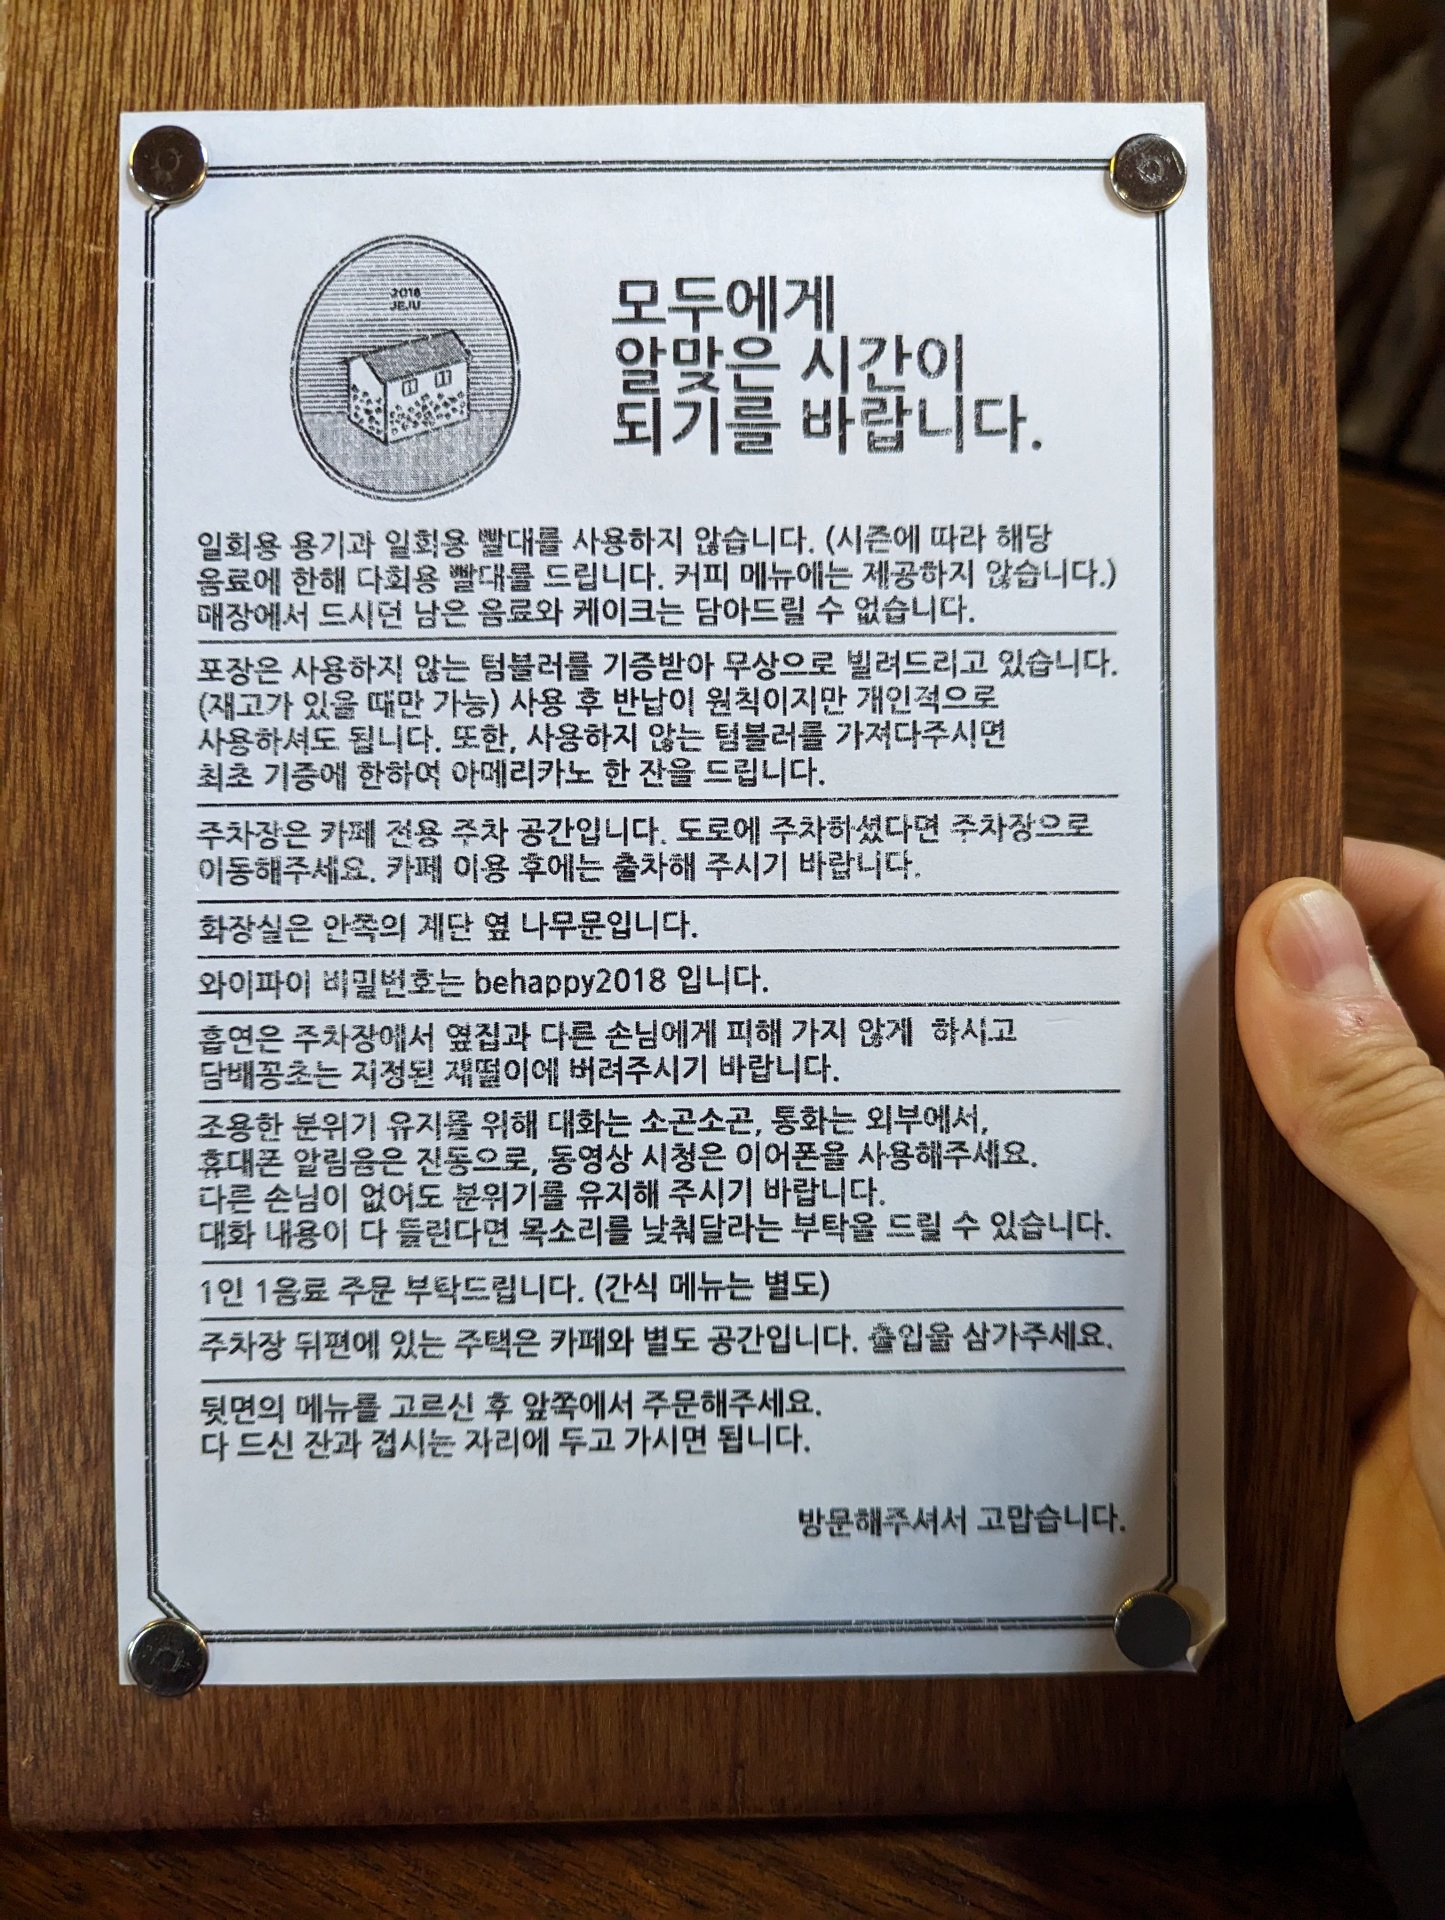 2018
JEJU
모두에게
알맞은 시간이
되기를 바랍니다.
일회용 용기과 일회용 빨대를 사용하지 않습니다. (시즌에 따라 해당
음료에 한해 다회용 빨대를 드립니다. 커피 메뉴에는 제공하지 않습니다.)
매장에서 드시던 남은 음료와 케이크는 담아드릴 수 없습니다.
포장은 사용하지 않는 텀블러를 기증받아 무상으로 빌려드리고 있습니다.
(재고가 있을 때만 가능) 사용 후 반납이 원칙이지만 개인적으로
사용하셔도 됩니다. 또한, 사용하지 않는 텀블러를 가져다주시면
최초 기증에 한하여 아메리카노 한 잔을 드립니다.
주차장은 카페 전용 주차 공간입니다. 도로에 주차하셨다면 주차장으로
이동해주세요. 카페 이용 후에는 출차해 주시기 바랍니다.
화장실은 안쪽의 계단 옆 나무문입니다.
와이파이 비밀번호는 behappy2018 입니다.
흡연은 주차장에서 옆집과 다른 손님에게 피해 가지 않게 하시고
담배꽁초는 지정된 재떨이에 버려주시기 바랍니다.
조용한 분위기 유지를 위해 대화는 소곤소곤, 통화는 외부에서,
휴대폰 알림음은 진동으로, 동영상 시청은 이어폰을 사용해주세요.
다른 손님이 없어도 분위기를 유지해 주시기 바랍니다.
대화 내용이 다 들린다면 목소리를 낮춰달라는 부탁을 드릴 수 있습니다.
1인 1음료 주문 부탁드립니다. (간식 메뉴는 별도)
주차장 뒤편에 있는 주택은 카페와 별도 공간입니다. 출입을 삼가주세요.
뒷면의 메뉴를 고르신 후 앞쪽에서 주문해주세요.
다 드신 잔과 접시는 자리에 두고 가시면 됩니다.
방문해주셔서 고맙습니다.